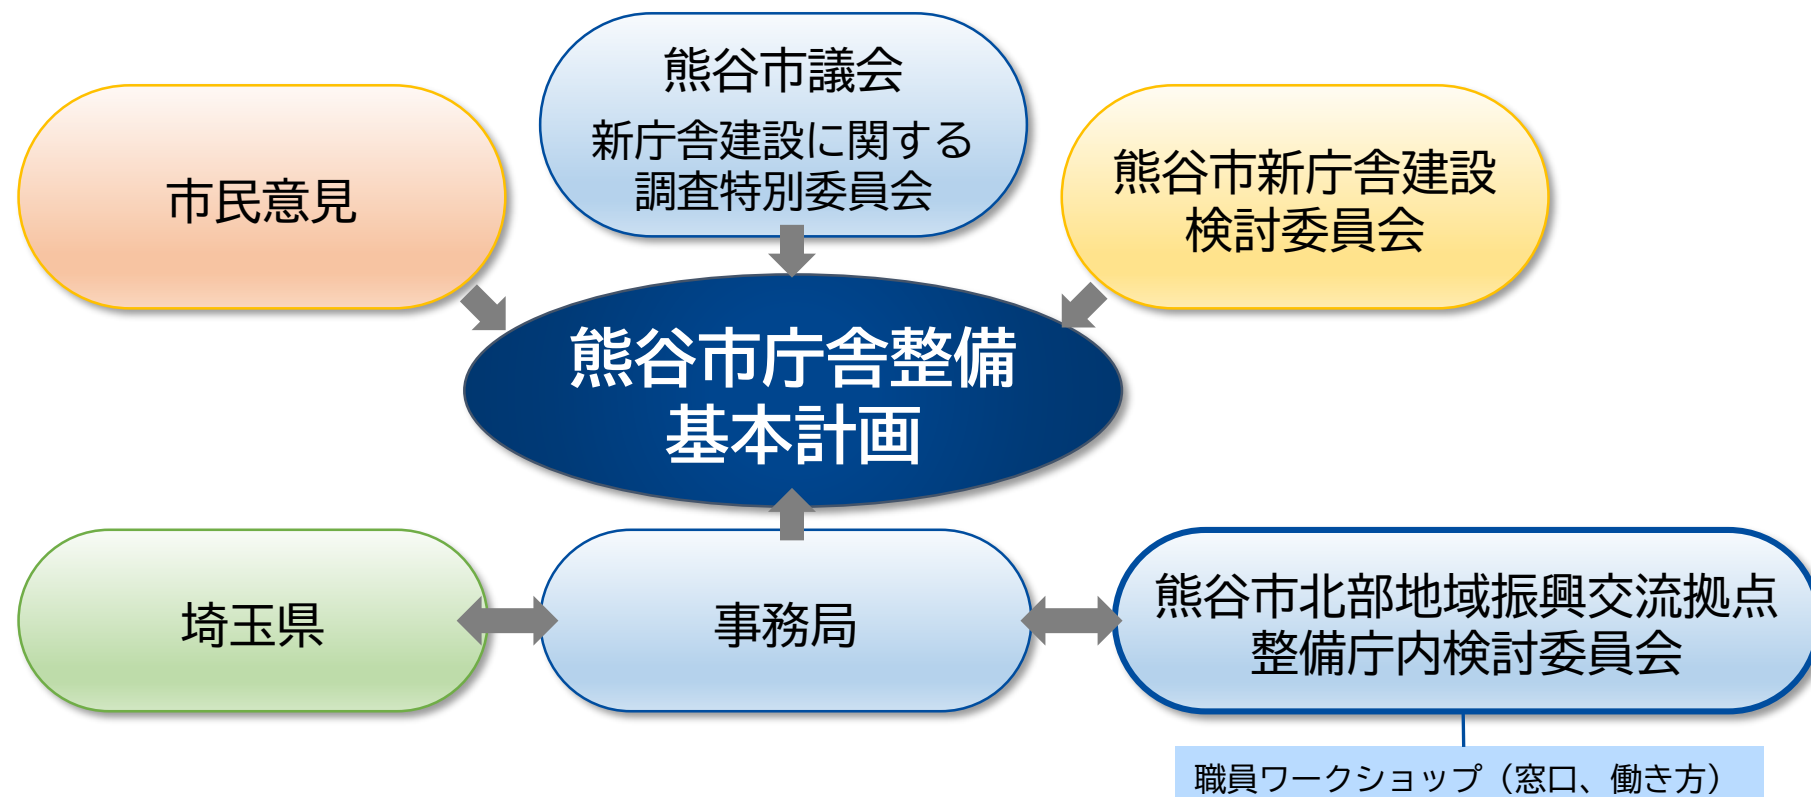 熊谷市議会
新庁舎建設に関する
調査特別委員会
市民意見
熊谷市新庁舎建設
検討委員会
熊谷市庁舎整備
基本計画
埼玉県
事務局
熊谷市北部地域振興交流拠点
整備庁内検討委員会
職員ワークショップ（窓口、働き方）